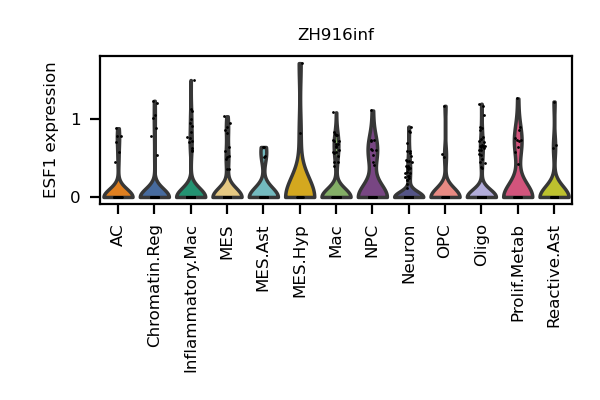 ZH916inf
ESF1 expression
1
0
AC
Chromatin.Reg
Inflammatory.Mac
MES
MES.Ast
MES.Hyp
Mac
NPC
Neuron
OPC
Oligo
Prolif.Metab
Reactive.Ast